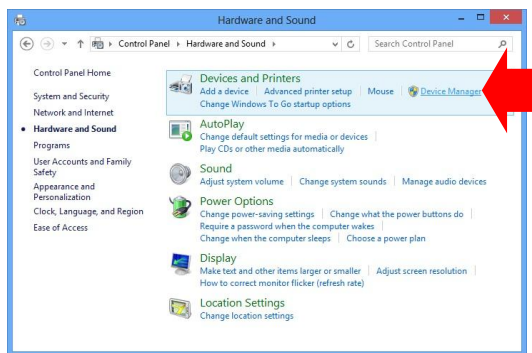 Hardware and Sound
Control Panel ▸ Hardware and Sound ▸
Search Control Panel
Control Panel Home
System and Security
Network and Internet
Hardware and Sound
Programs
User Accounts and Family
Safety
Appearance and
Personalization
Clock, Language, and Region
Ease of Access
Devices and Printers
Add a device | Advanced printer setup | Mouse | Device Manager
Change Windows To Go startup options
AutoPlay
Change default settings for media or devices
Play CDs or other media automatically
Sound
Adjust system volume | Change system sounds | Manage audio devices
Power Options
Change power-saving settings | Change what the power buttons do
Require a password when the computer wakes
Change when the computer sleeps | Choose a power plan
Display
Make text and other items larger or smaller | Adjust screen resolution
How to correct monitor flicker (refresh rate)
Location Settings
Change location settings